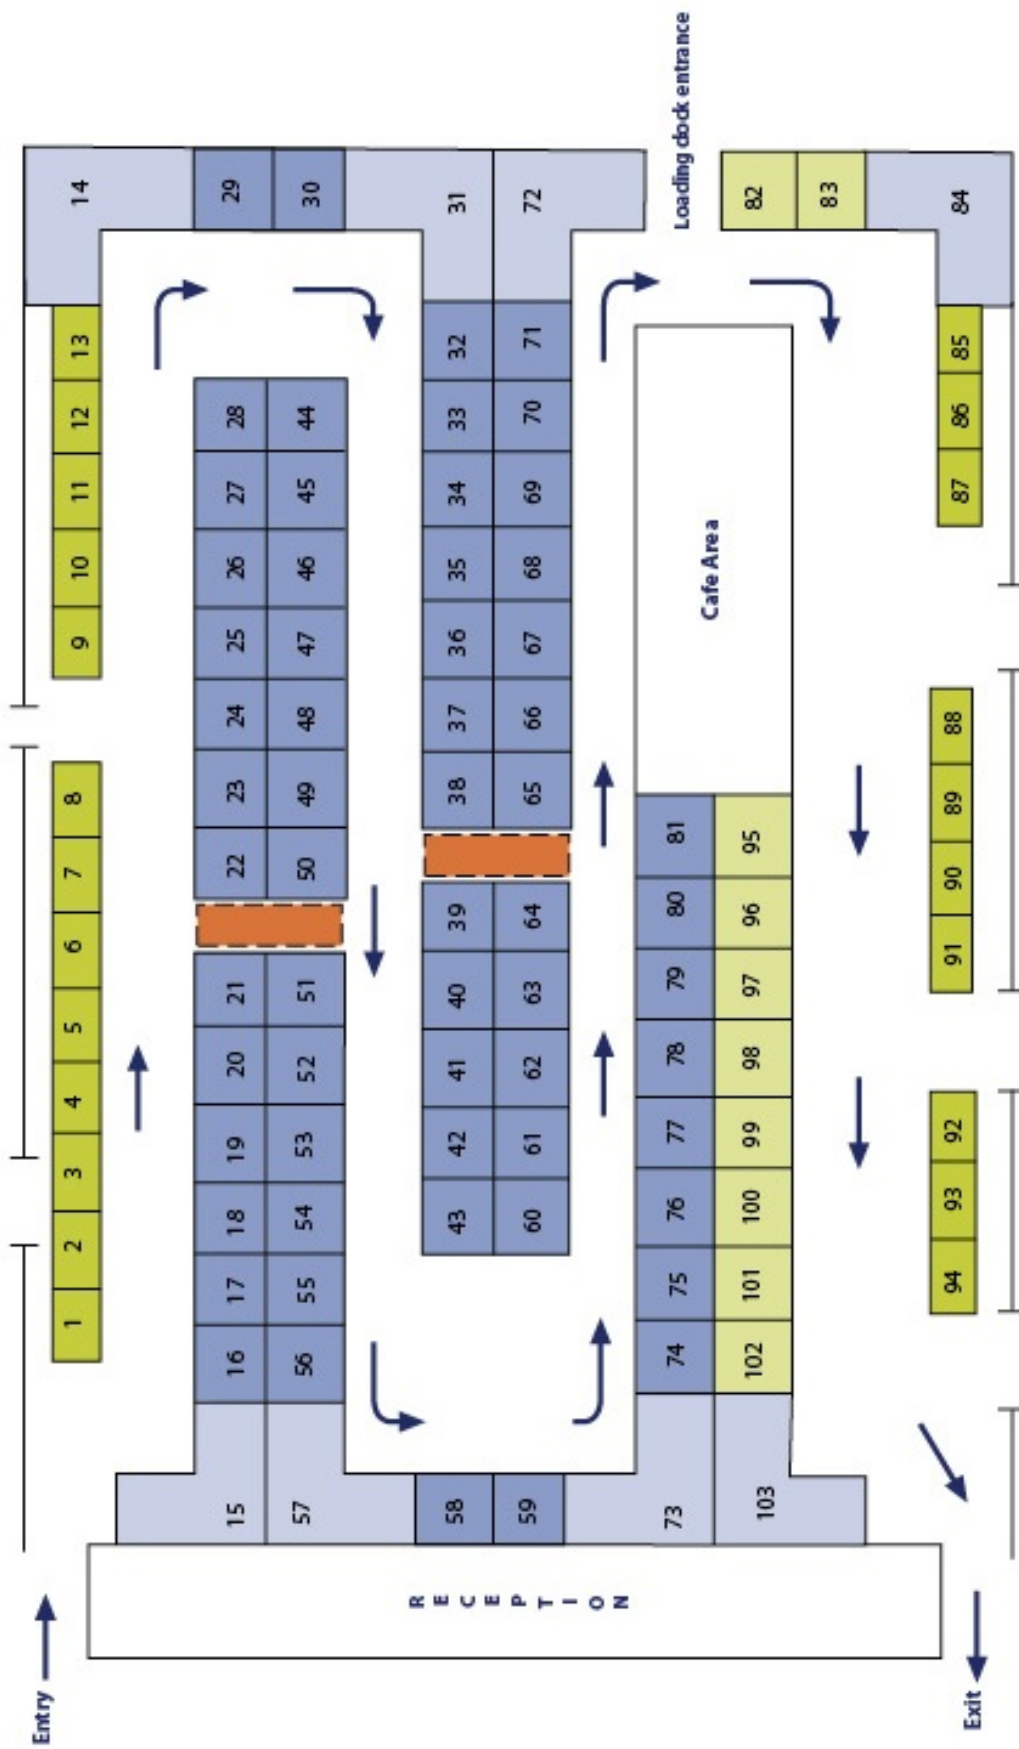 Entry
1 2 3 4 5 6 7 8 9 10 11 12 13 14
15 16 17 18 19 20 21 22 23 24 25 26 27 28 29
57 56 55 54 53 52 51 50 49 48 47 46 45 44 30
RECEPTION
58 43 42 41 40 39 38 37 36 35 34 33 32 31
59 60 61 62 63 64 65 66 67 68 69 70 71 72
73 74 75 76 77 78 79 80 81
Loading dock entrance
Cafe Area
103 102 101 100 99 98 97 96 95 82
83
94 93 92 91 90 89 88 87 86 85 84
Exit